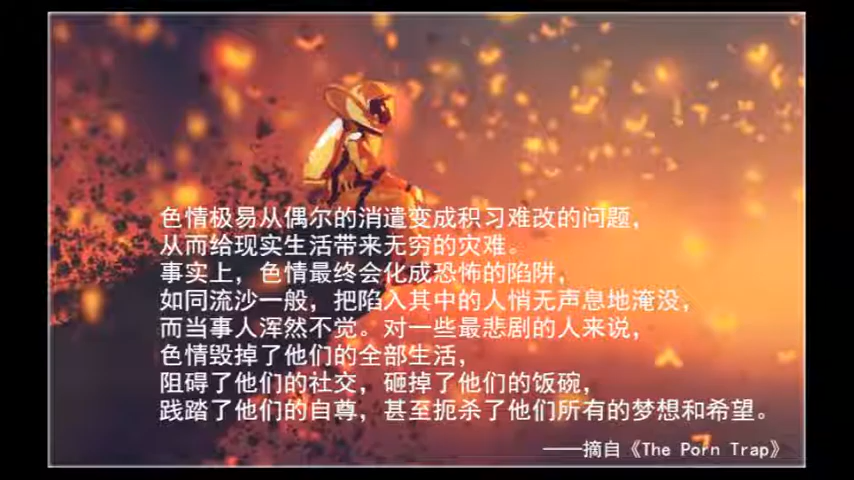 色情极易从偶尔的消遣变成积习难改的问题，
从而给现实生活带来无穷的灾难。
事实上，色情最终会化成恐怖的陷阱，
如同流沙一般，把陷入其中的人悄无声息地淹没，
而当事人浑然不觉。对一些最悲剧的人来说，
色情毁掉了他们的全部生活，
阻碍了他们的社交，砸掉了他们的饭碗，
践踏了他们的自尊，甚至扼杀了他们所有的梦想和希望。
——摘自《The Porn Trap》